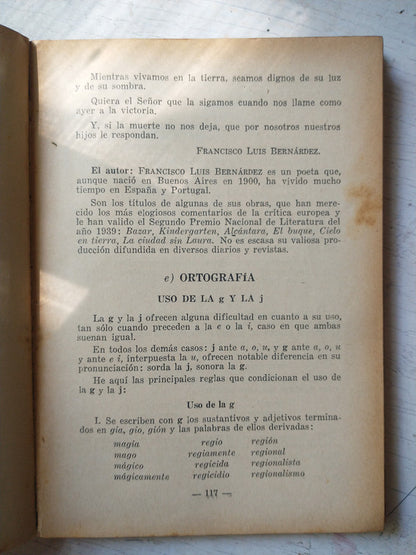 Mientras vivamos en la tierra, seamos dignos de su luz
y de su sombra.
Quiera el Señor que la sigamos cuando nos llame como
ayer a la victoria.
Y, si la muerte no nos deja, que por nosotros nuestros
hijos le respondan.
FRANCISCO LUIS BERNÁRDEZ.
El autor: FRANCISCO LUIS BERNÁRDEZ es un poeta que,
aunque nació en Buenos Aires en 1900, ha vivido mucho
tiempo en España y Portugal.
Son los títulos de algunas de sus obras, que han mere-
cido los más elogiosos comentarios de la crítica europea y
le han valido el Segundo Premio Nacional de Literatura del
año 1939: Bazar, Kindergarten, Alcántara, El buque, Cielo
en tierra, La ciudad sin Laura. No es escasa su valiosa pro-
ducción difundida en diversos diarios y revistas.
e) ORTOGRAFÍA
USO DE LA g Y LA j
La g y la j ofrecen alguna dificultad en cuanto a su uso,
tan sólo cuando preceden a la e o la i, caso en que ambas
suenan igual.
En todos los demás casos: j ante a, o, u, y g ante a, o, u
y ante e i, interpuesta la u, ofrecen notable diferencia en su
pronunciación: sorda la j, sonora la g.
He aquí las principales reglas que condicionan el uso de
la g y la j:
Uso de la g
I. Se escriben con g los sustantivos y adjetivos termina-
dos en gia, gio, gión y las palabras de ellos derivadas:
magia regio región
mago regiamente regional
mágico regicida regionalista
mágicamente regicidio regionalismo
— 117 —